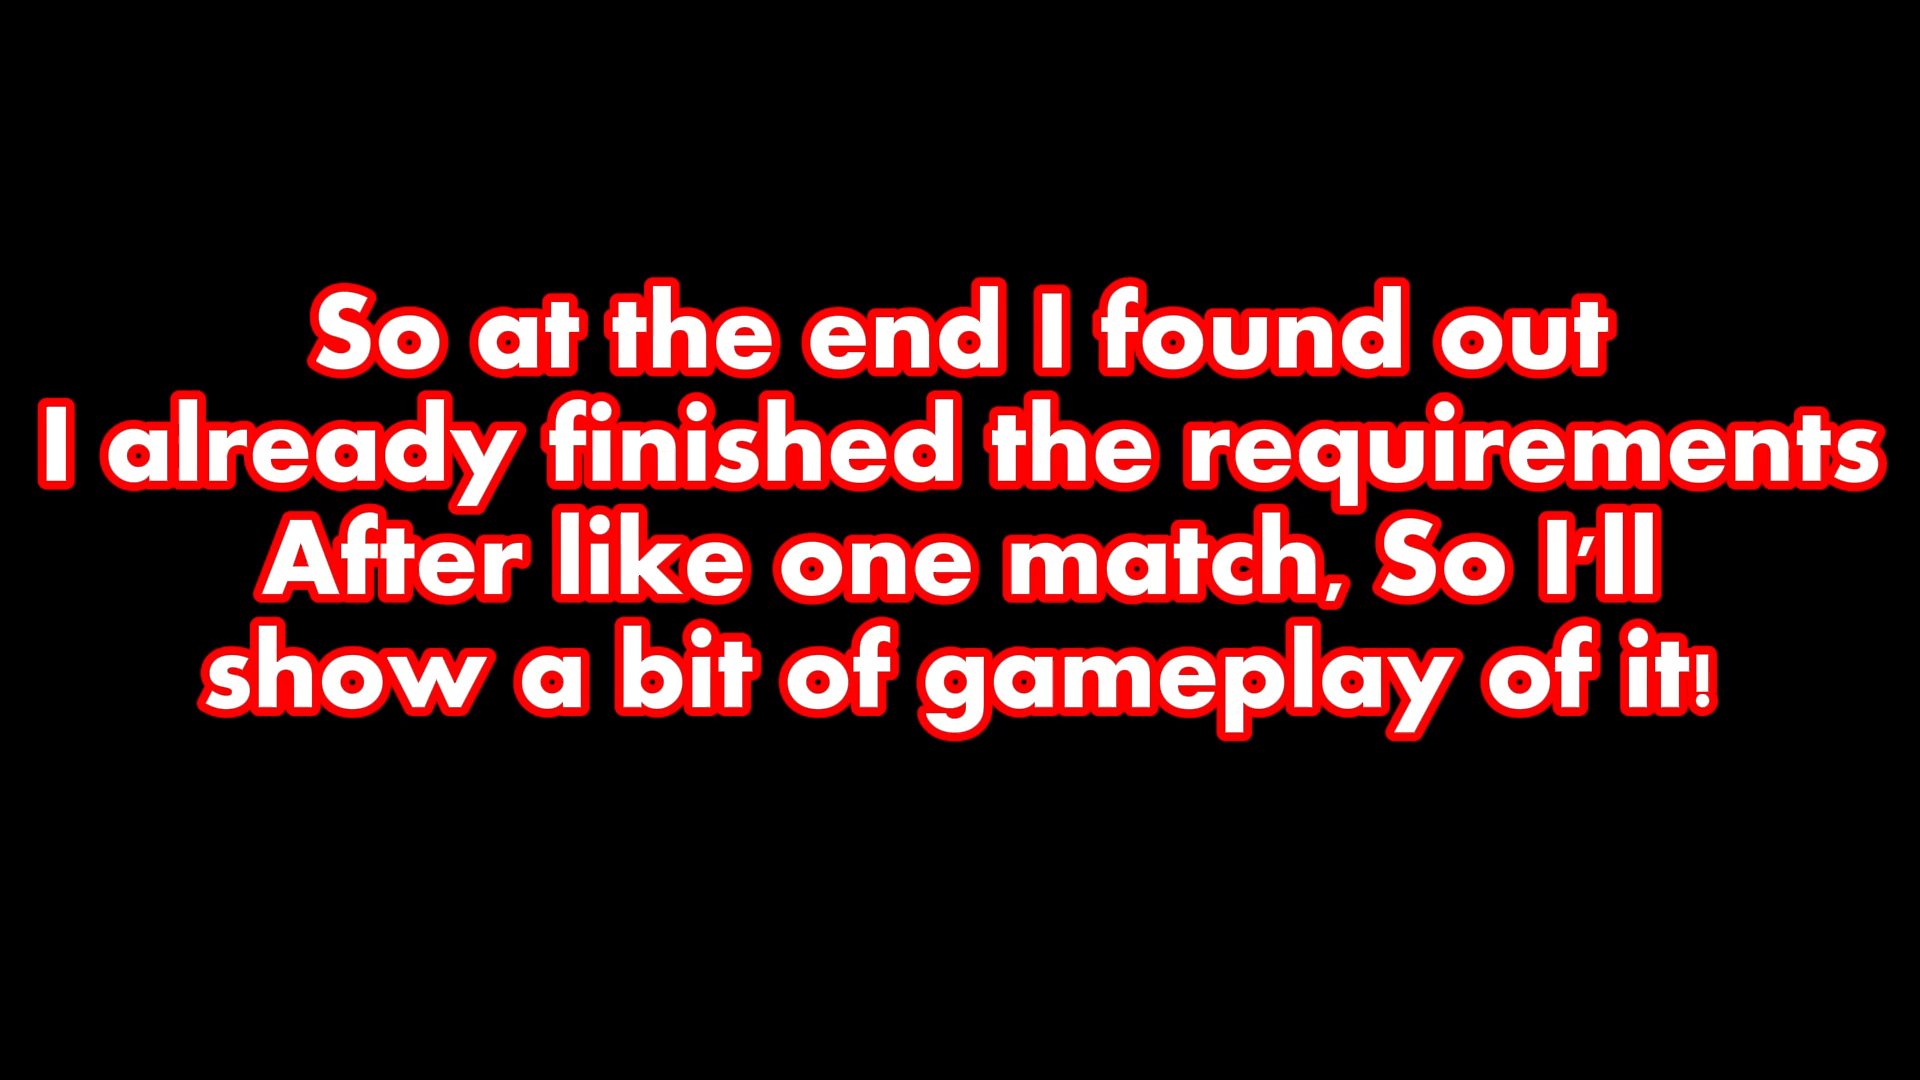 So at the end I found out
I already finished the requirements
After like one match, So I’ll
show a bit of gameplay of it!